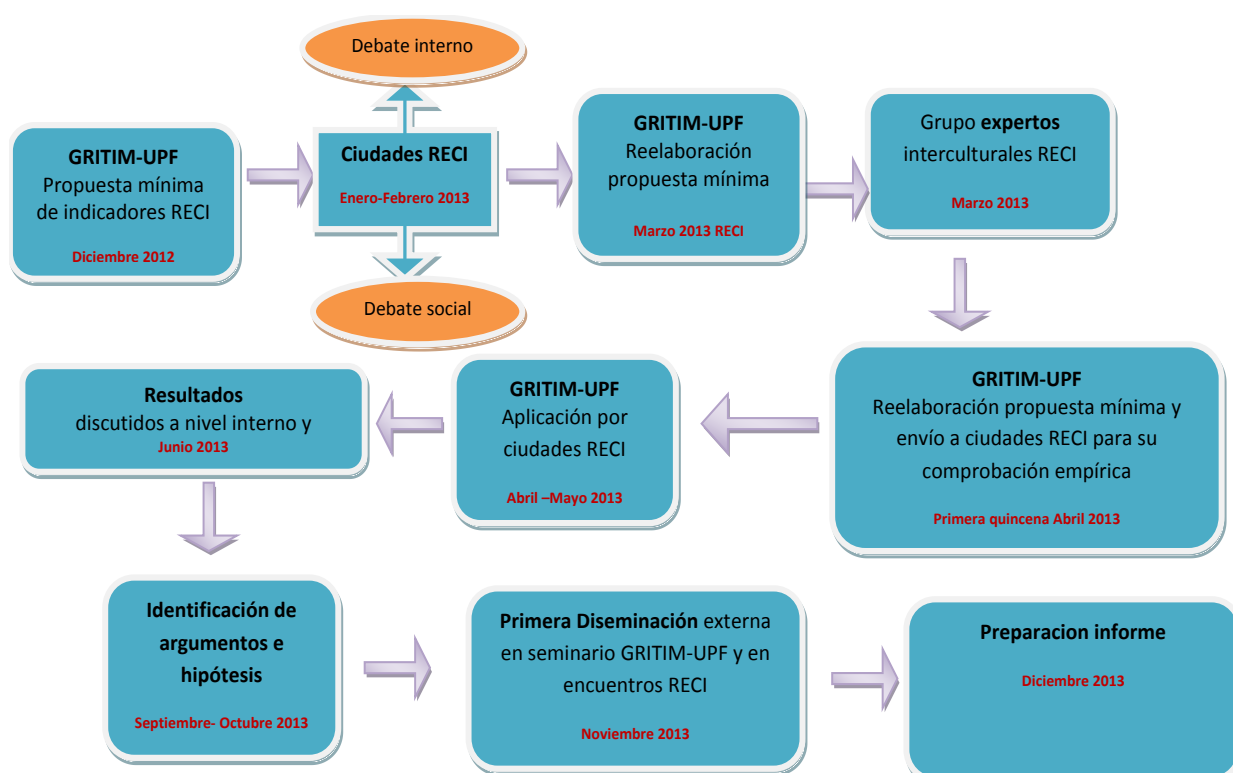 Debate interno
GRITIM-UPF
Propuesta mínima
de indicadores RECI
Diciembre 2012
Ciudades RECI
Enero-Febrero 2013
GRITIM-UPF
Reelaboración
propuesta mínima
Marzo 2013 RECI
Grupo expertos
interculturales RECI
Marzo 2013
Debate social
Resultados
discutidos a nivel interno y
Junio 2013
GRITIM-UPF
Aplicación por
ciudades RECI
Abril –Mayo 2013
GRITIM-UPF
Reelaboración propuesta mínima y
envío a ciudades RECI para su
comprobación empírica
Primera quincena Abril 2013
Identificación de
argumentos e
hipótesis
Septiembre- Octubre 2013
Primera Diseminación externa
en seminario GRITIM-UPF y en
encuentros RECI
Noviembre 2013
Preparacion informe
Diciembre 2013